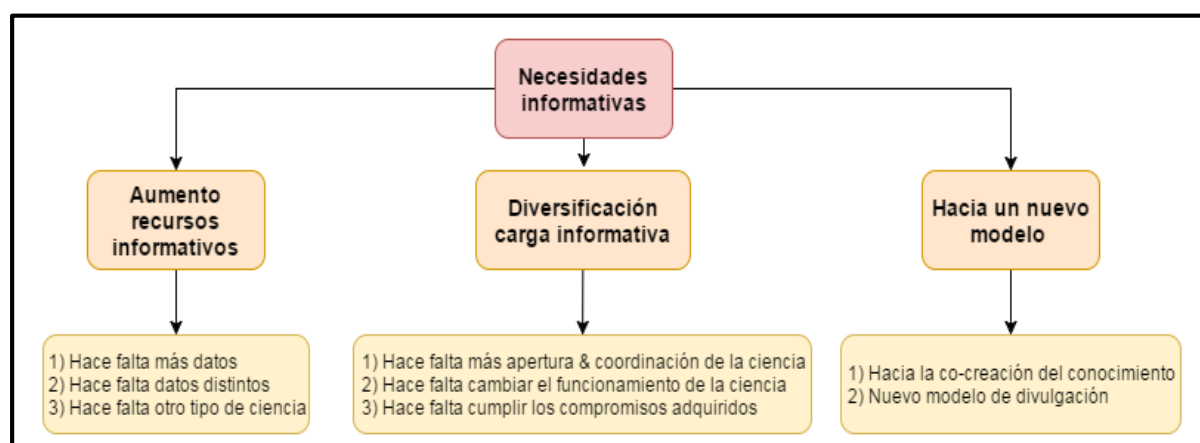 Necesidades
informativas
Aumento
recursos
informativos
Diversificación
carga informativa
Hacia un nuevo
modelo
1) Hace falta más datos
2) Hace falta datos distintos
3) Hace falta otro tipo de ciencia
1) Hace falta más apertura & coordinación de la ciencia
2) Hace falta cambiar el funcionamiento de la ciencia
3) Hace falta cumplir los compromisos adquiridos
1) Hacia la co-creación del conocimiento
2) Nuevo modelo de divulgación